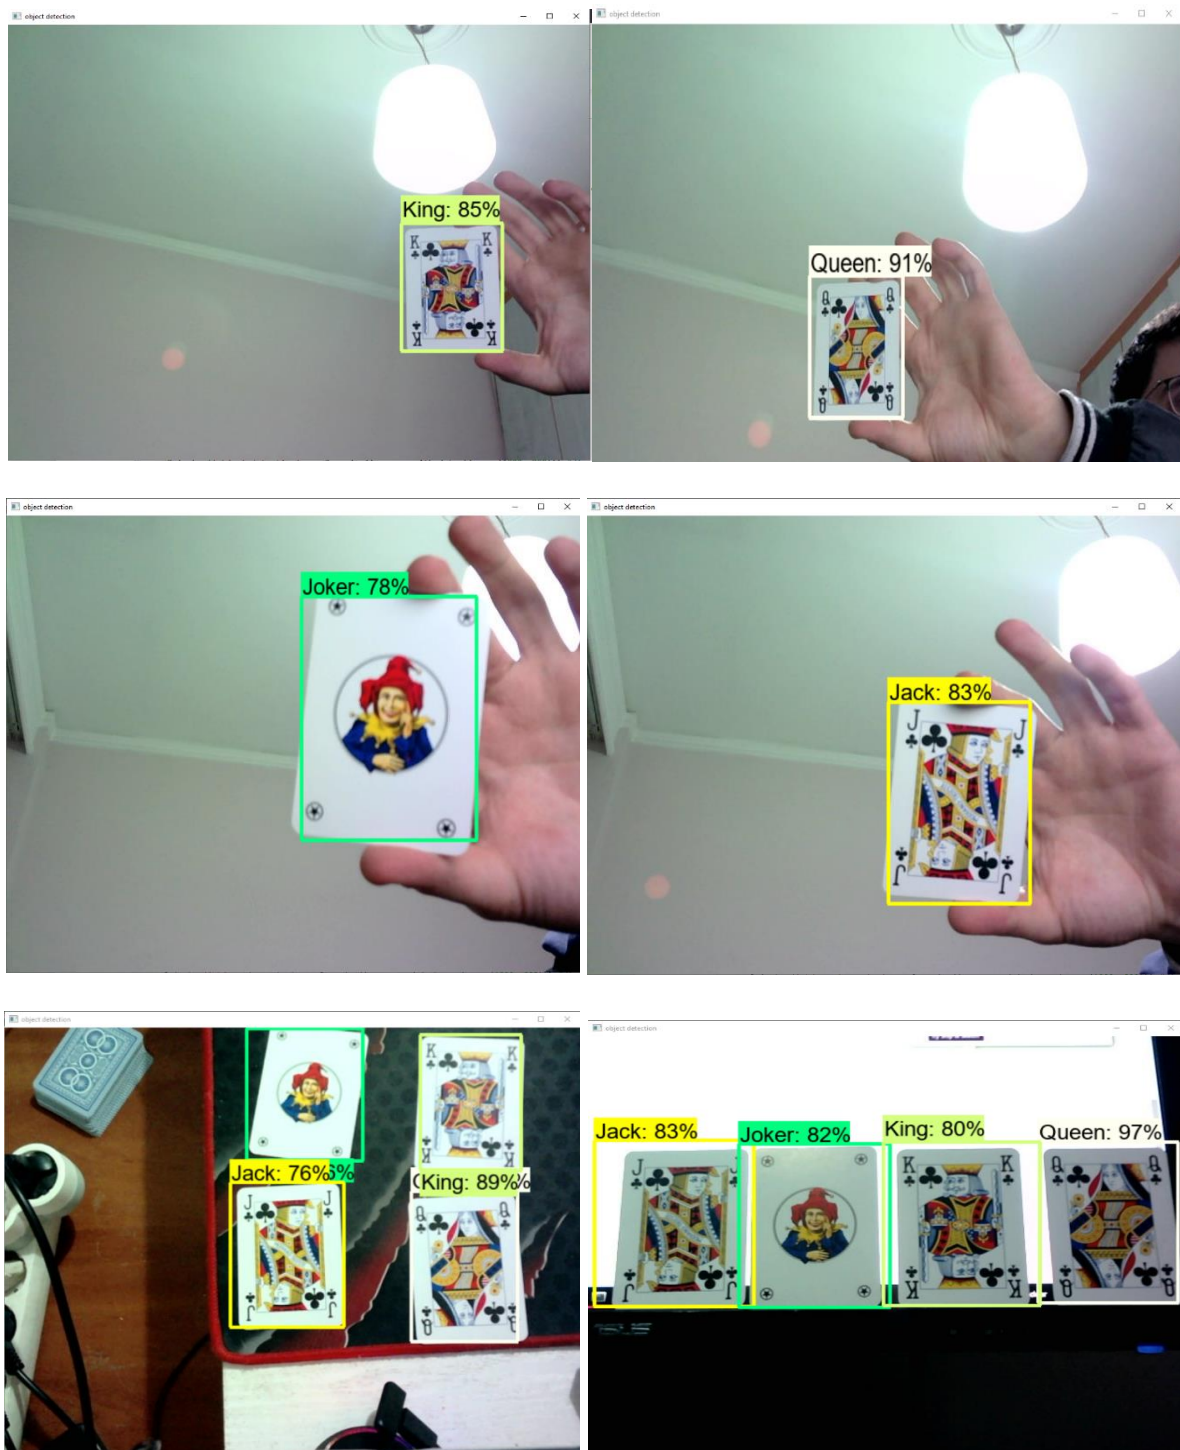 object detection
King: 85%
K K
K K
object detection
Queen: 91%
Q Q
Q Q
object detection
Joker: 78%
object detection
Jack: 83%
J J
J J
object detection
K K
Jack: 76%
6%
King: 89%
%
J J
J J
Q
Q
object detection
Jack: 83%
Joker: 82%
King: 80%
Queen: 97%
J J
K K
Q Q
J J
K K
Q Q